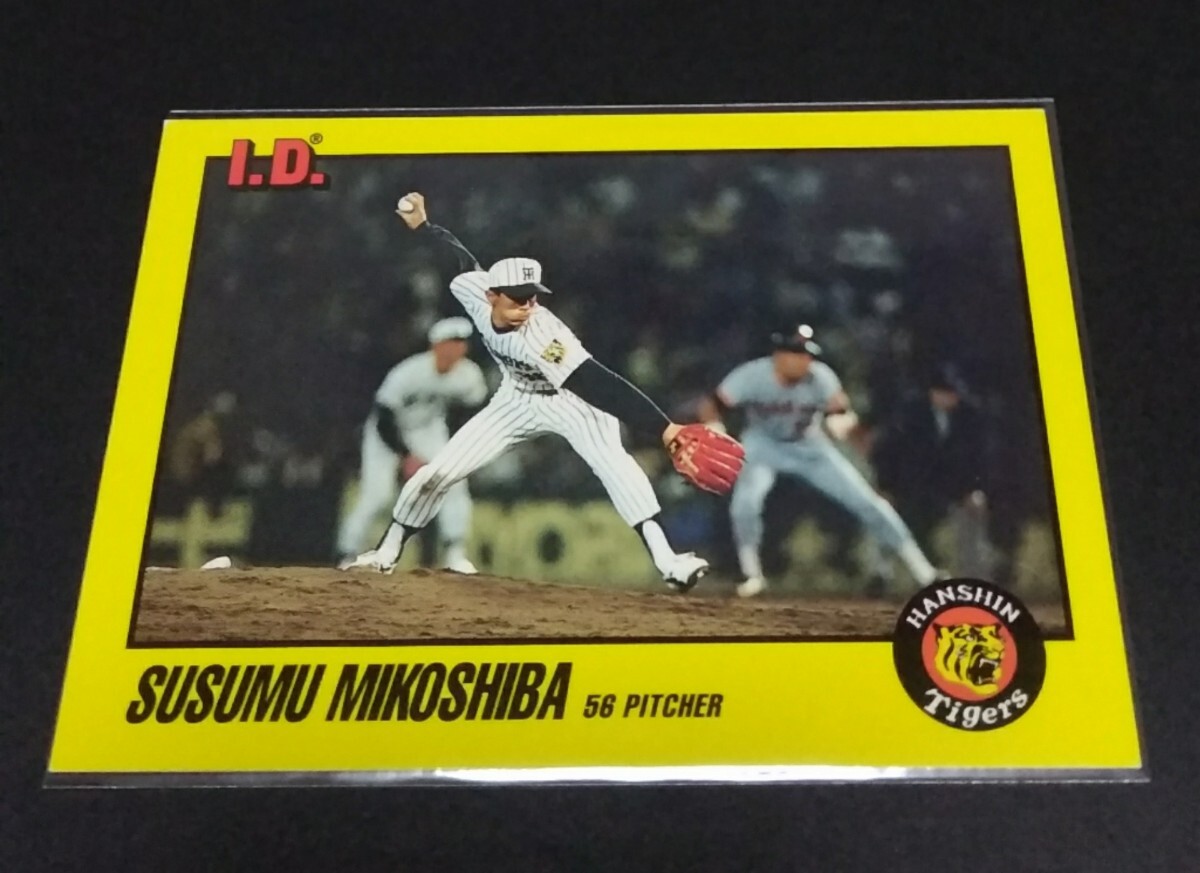 I.D.®
SUSUMU MIKOSHIBA 56 PITCHER
HANSHIN
Tigers